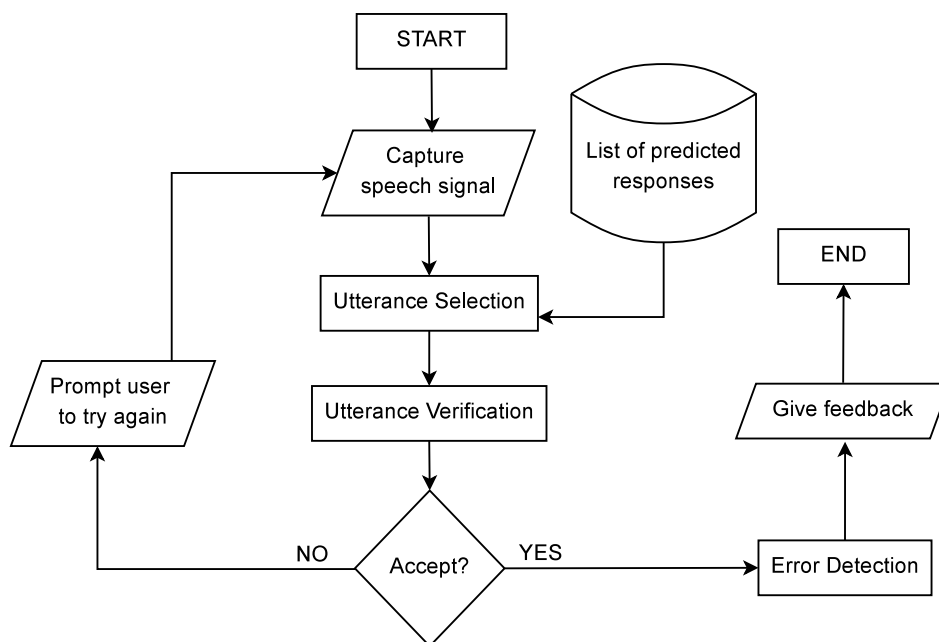 START
Capture
speech signal
List of predicted
responses
END
Utterance Selection
Prompt user
to try again
Utterance Verification
Give feedback
NO
Accept?
YES
Error Detection